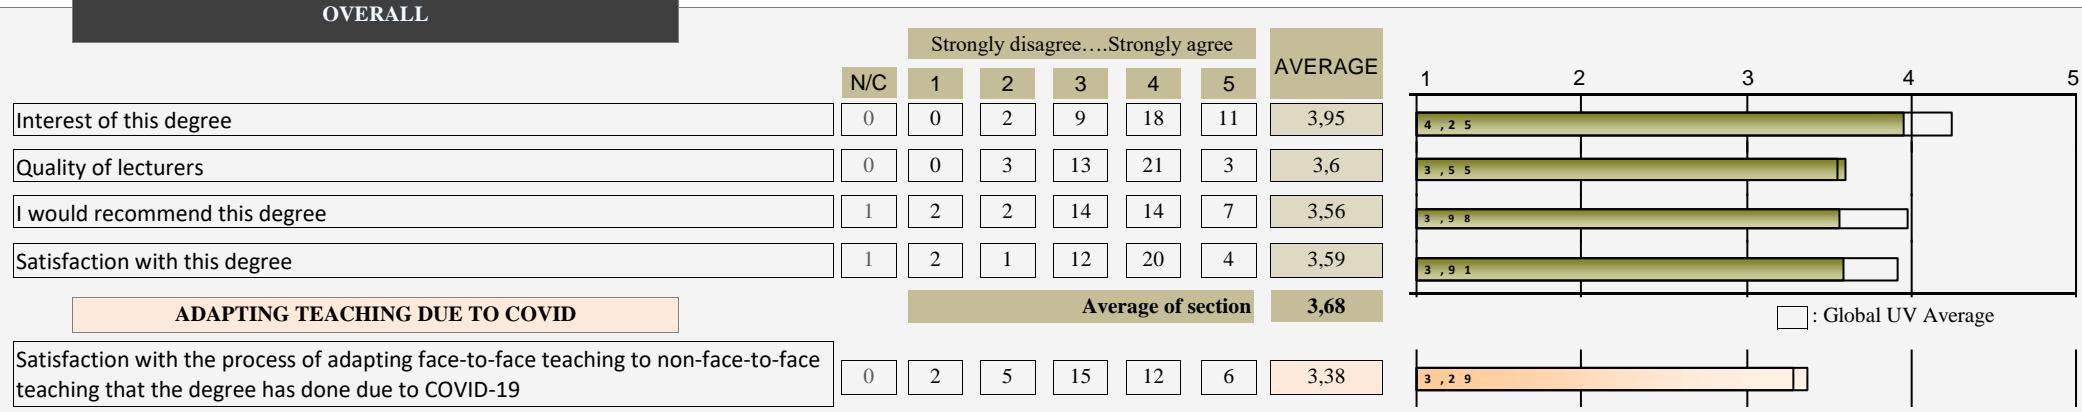 OVERALL
Strongly disagree….Strongly agree
AVERAGE
N/C 1 2 3 4 5
1 2 3 4 5
Interest of this degree 0 0 2 9 18 11 3,95 4,25
Quality of lecturers 0 0 3 13 21 3 3,6 3,55
I would recommend this degree 1 2 2 14 14 7 3,56 3,98
Satisfaction with this degree 1 2 1 12 20 4 3,59 3,91
Average of section 3,68
ADAPTING TEACHING DUE TO COVID
: Global UV Average
Satisfaction with the process of adapting face-to-face teaching to non-face-to-face
teaching that the degree has done due to COVID-19
0 2 5 15 12 6 3,38 3,29